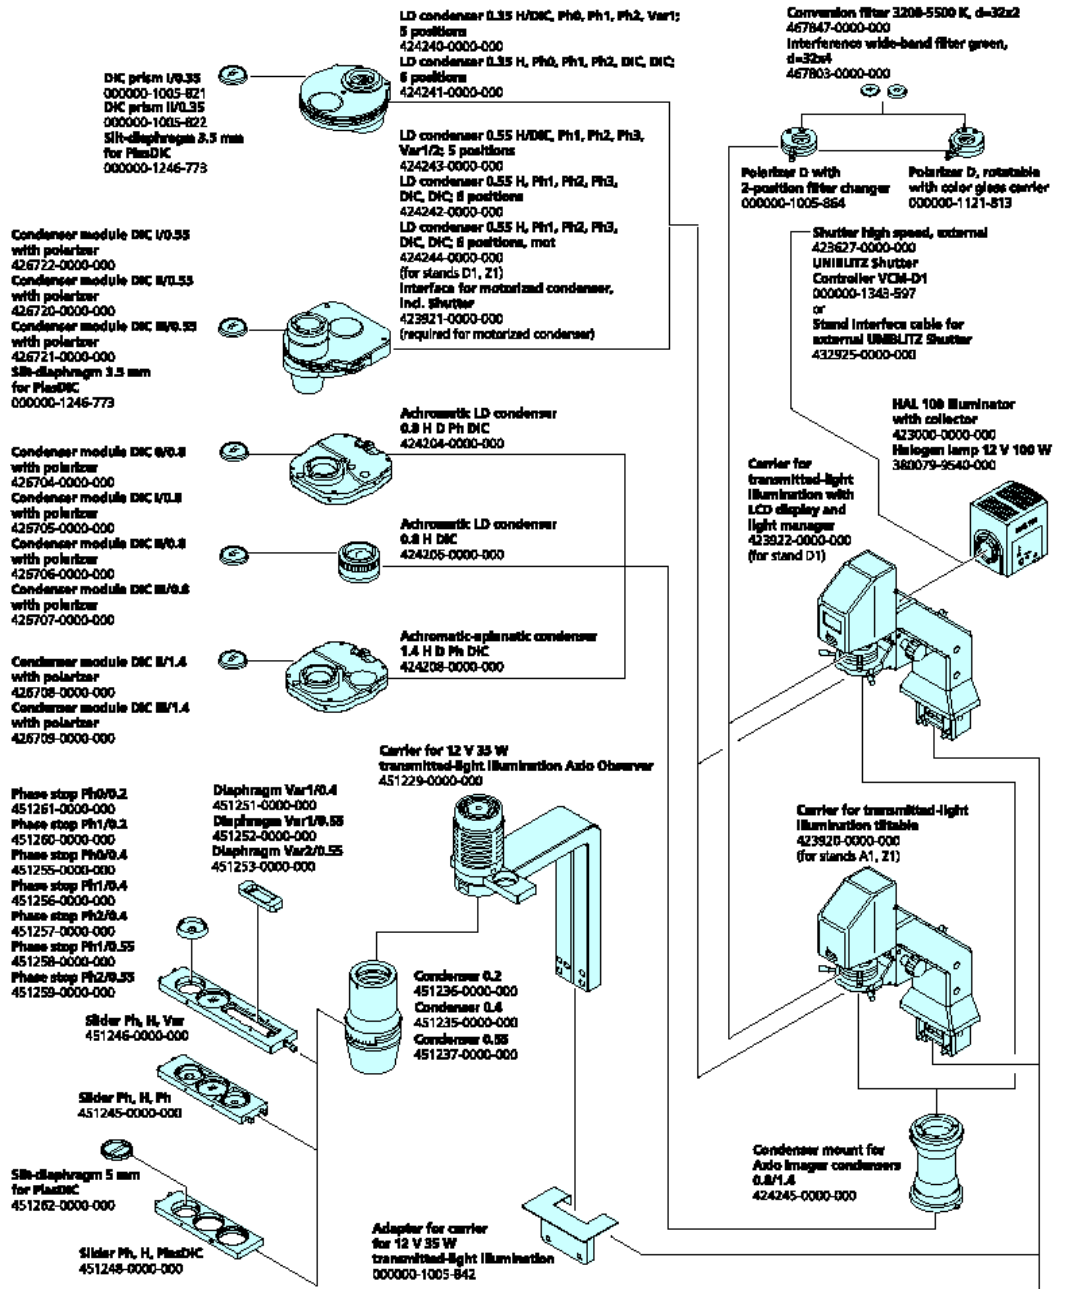 LD condenser 0.35 H/DIC, Ph0, Ph1, Ph2, Var1;
5 positions
424240-0000-000
LD condenser 0.35 H, Ph0, Ph1, Ph2, DIC, DIC;
6 positions
424241-0000-000
Conversion filter 3200-5500 K, d=32x2
467847-0000-000
Interference wide-band filter green,
d=32x4
467803-0000-000
DIC prism I/0.35
000000-1005-821
DIC prism II/0.35
000000-1005-822
Slit-diaphragm 3.5 mm
for PlasDIC
000000-1246-773
LD condenser 0.55 H/DIC, Ph1, Ph2, Ph3,
Var1/2; 5 positions
424243-0000-000
LD condenser 0.55 H, Ph1, Ph2, Ph3,
DIC, DIC; 6 positions
424242-0000-000
LD condenser 0.55 H, Ph1, Ph2, Ph3,
DIC, DIC; 6 positions, mot
424244-0000-000
(for stands D1, Z1)
Interface for motorized condenser,
incl. Shutter
423921-0000-000
(required for motorized condenser)
Polarizer D with
2-position filter changer
000000-1005-864
Polarizer D, rotatable
with color glass carrier
000000-1121-813
Condenser module DIC I/0.55
with polarizer
426722-0000-000
Condenser module DIC II/0.55
with polarizer
426720-0000-000
Condenser module DIC III/0.55
with polarizer
426721-0000-000
Slit-diaphragm 3.5 mm
for PlasDIC
000000-1246-773
Shutter high speed, external
423627-0000-000
UNIBLITZ Shutter
Controller VCM-D1
000000-1343-597
or
Stand interface cable for
external UNIBLITZ Shutter
432925-0000-000
HAL 100 illuminator
with collector
423000-0000-000
Halogen lamp 12 V 100 W
380079-9540-000
Achromatic LD condenser
0.8 H D Ph DIC
424204-0000-000
Condenser module DIC 0/0.8
with polarizer
426704-0000-000
Condenser module DIC I/0.8
with polarizer
426705-0000-000
Condenser module DIC II/0.8
with polarizer
426706-0000-000
Condenser module DIC III/0.8
with polarizer
426707-0000-000
Achromatic LD condenser
0.8 H DIC
424206-0000-000
Carrier for
transmitted-light
illumination with
LCD display and
light manager
423922-0000-000
(for stand D1)
Achromatic-aplanatic condenser
1.4 H D Ph DIC
424208-0000-000
Condenser module DIC II/1.4
with polarizer
426708-0000-000
Condenser module DIC III/1.4
with polarizer
426709-0000-000
Carrier for 12 V 35 W
transmitted-light illumination Axio Observer
451229-0000-000
Phase stop Ph0/0.2
451261-0000-000
Phase stop Ph1/0.2
451260-0000-000
Phase stop Ph0/0.4
451255-0000-000
Phase stop Ph1/0.4
451256-0000-000
Phase stop Ph2/0.4
451257-0000-000
Phase stop Ph1/0.55
451258-0000-000
Phase stop Ph2/0.55
451259-0000-000
Diaphragm Var1/0.4
451251-0000-000
Diaphragm Var1/0.55
451252-0000-000
Diaphragm Var2/0.55
451253-0000-000
Carrier for transmitted-light
illumination tiltable
423920-0000-000
(for stands A1, Z1)
Condenser 0.2
451236-0000-000
Condenser 0.4
451235-0000-000
Condenser 0.55
451237-0000-000
Slider Ph, H, Var
451246-0000-000
Slider Ph, H, Ph
451245-0000-000
Slit-diaphragm 5 mm
for PlasDIC
451262-0000-000
Slider Ph, H, PlasDIC
451248-0000-000
Condenser mount for
Axio Imager condensers
0.8/1.4
424245-0000-000
Adapter for carrier
for 12 V 35 W
transmitted-light illumination
000000-1005-842